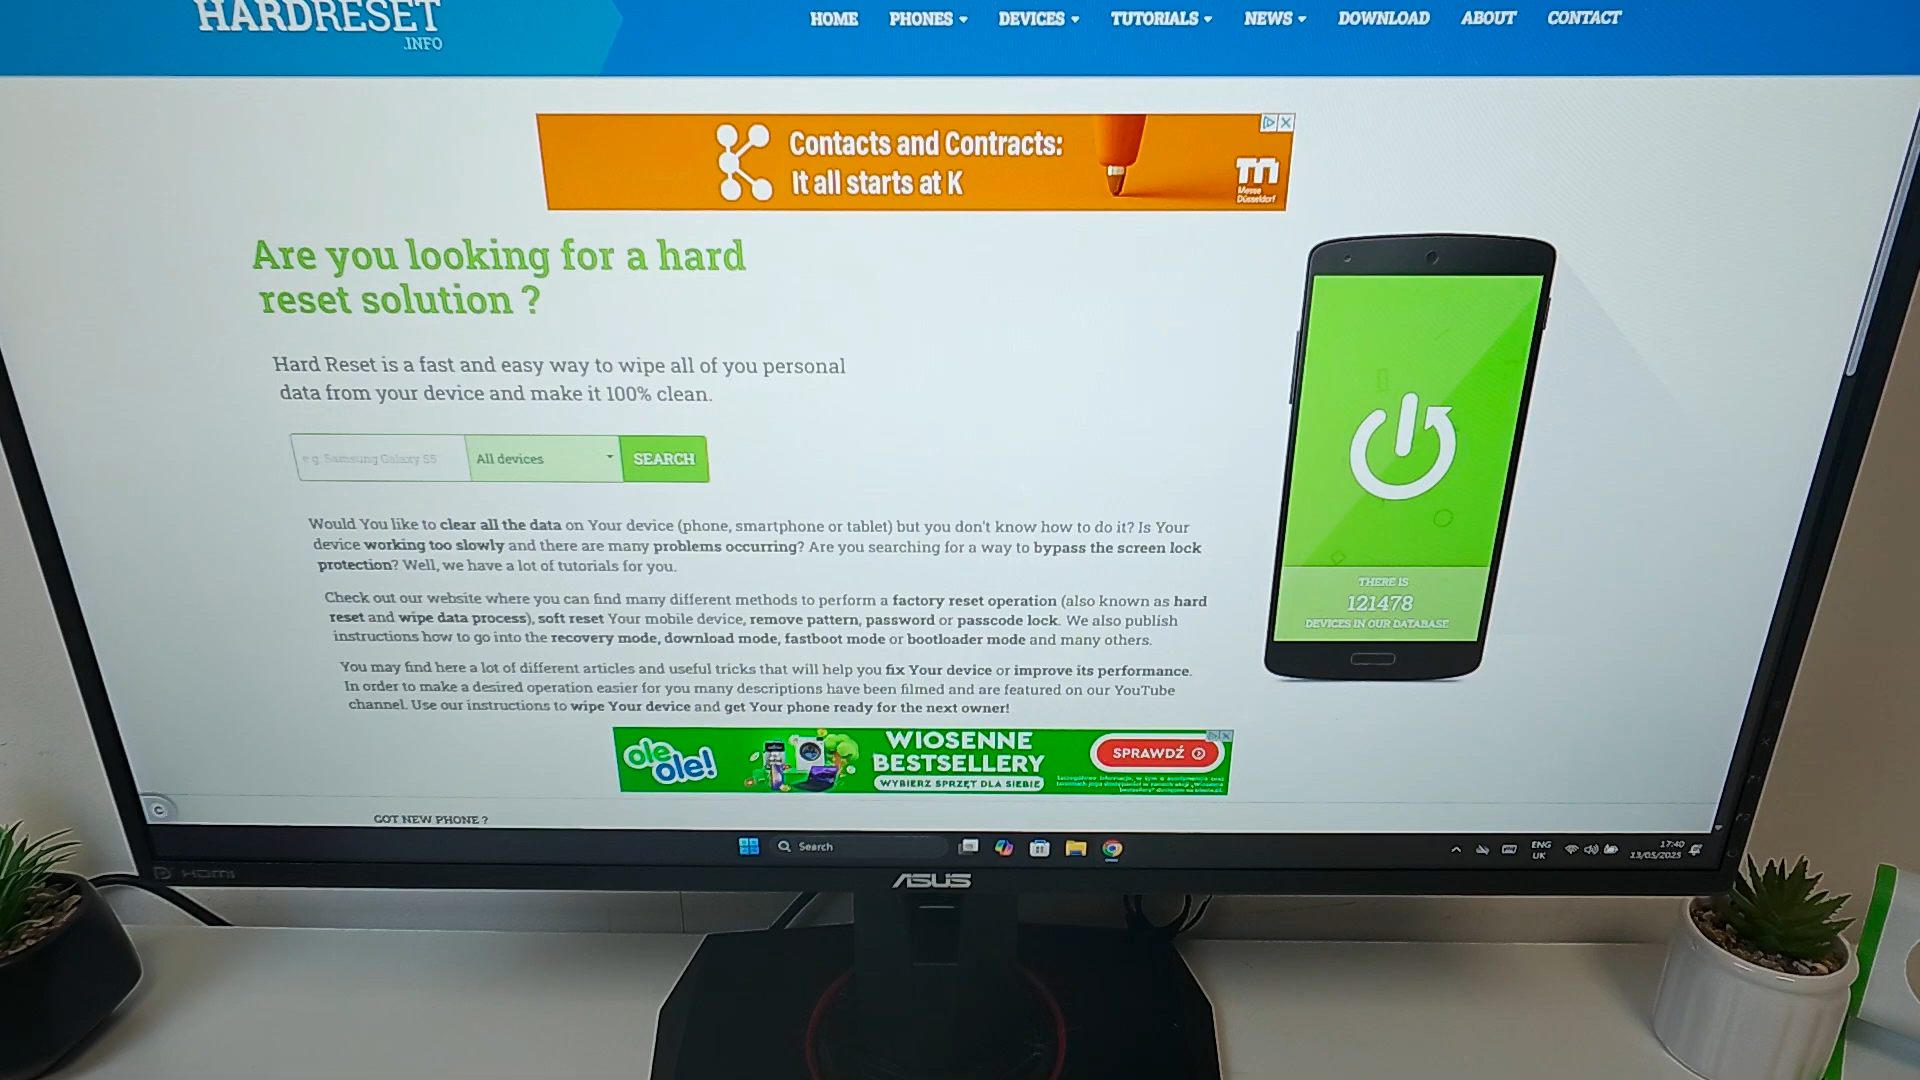 HARDRESET
.INFO
HOME PHONES DEVICES TUTORIALS NEWS DOWNLOAD ABOUT CONTACT
Contacts and Contracts:
It all starts at K
Messe
Düsseldorf
Are you looking for a hard
reset solution ?
Hard Reset is a fast and easy way to wipe all of you personal
data from your device and make it 100% clean.
e.g. Samsung Galaxy S5 All devices SEARCH
Would You like to clear all the data on Your device (phone, smartphone or tablet) but you don't know how to do it? Is Your
device working too slowly and there are many problems occurring? Are you searching for a way to bypass the screen lock
protection? Well, we have a lot of tutorials for you.
Check out our website where you can find many different methods to perform a factory reset operation (also known as hard
reset and wipe data process), soft reset Your mobile device, remove pattern, password or passcode lock. We also publish
instructions how to go into the recovery mode, download mode, fastboot mode or bootloader mode and many others.
You may find here a lot of different articles and useful tricks that will help you fix Your device or improve its performance.
In order to make a desired operation easier for you many descriptions have been filmed and are featured on our YouTube
channel. Use our instructions to wipe Your device and get Your phone ready for the next owner!
THERE IS
121478
DEVICES IN OUR DATABASE
ole
ole!
WIOSENNE
BESTSELLERY
WYBIERZ SPRZĘT DLA SIEBIE
SPRAWDŹ
GOT NEW PHONE ?
Search
ENG
UK
17:40
13/05/2025
HDMI
ASUS